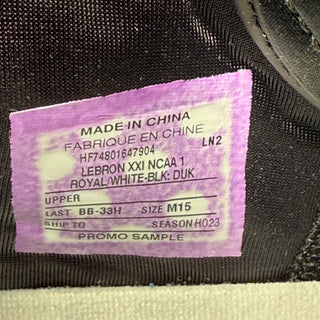 MADE IN CHINA
FABRIQUE EN CHINE
HF74801647904 LN2
LEBRON XXI NCAA 1
ROYAL/WHITE-BLK: DUK
UPPER
LAST BB-33H SIZE M15
SHIP TO SEASON HO23
PROMO SAMPLE